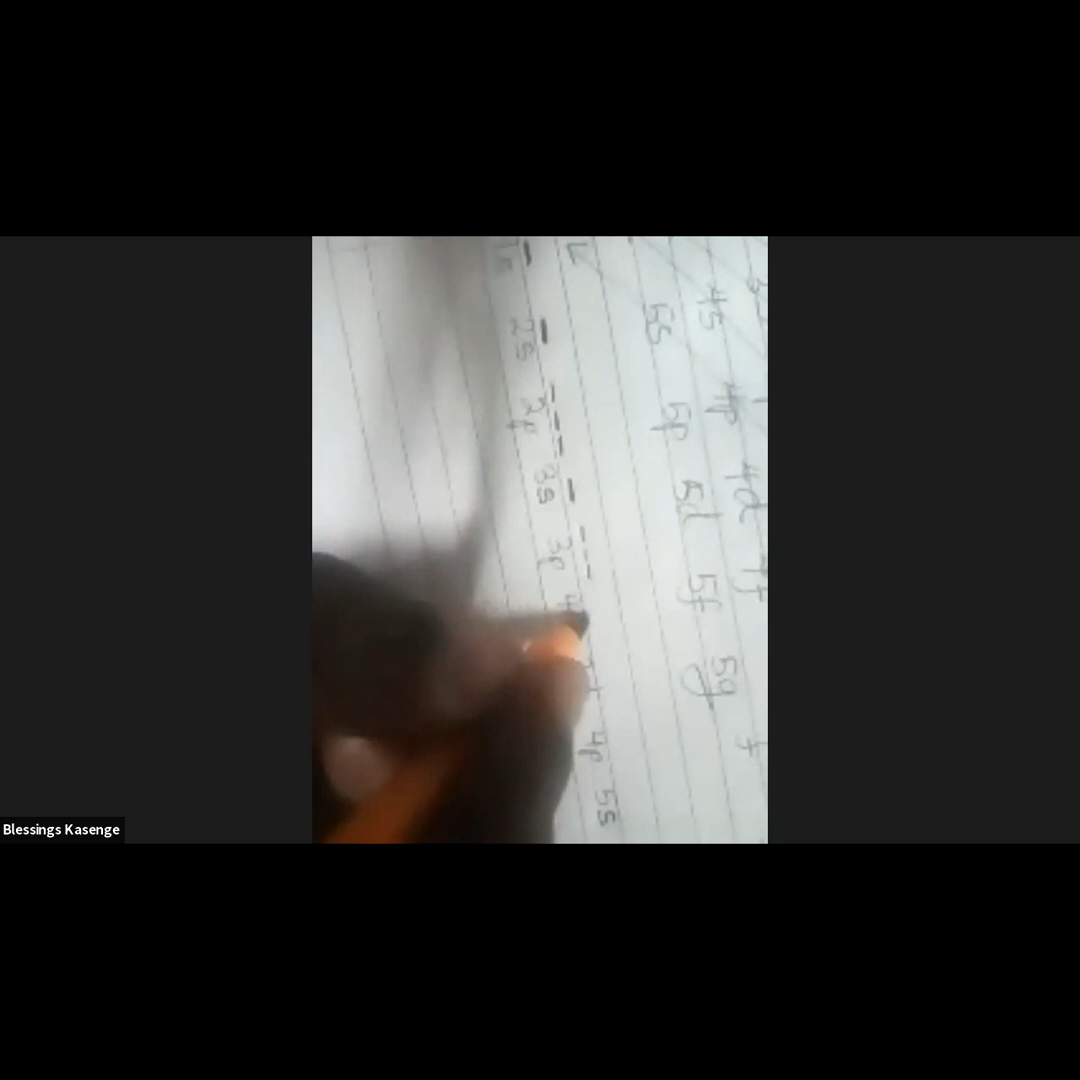 4s 4p 4d 4f
5s 5p 5d 5f 5g
1s 2s 2p 3s 3p 4p 5s
Blessings Kasenge